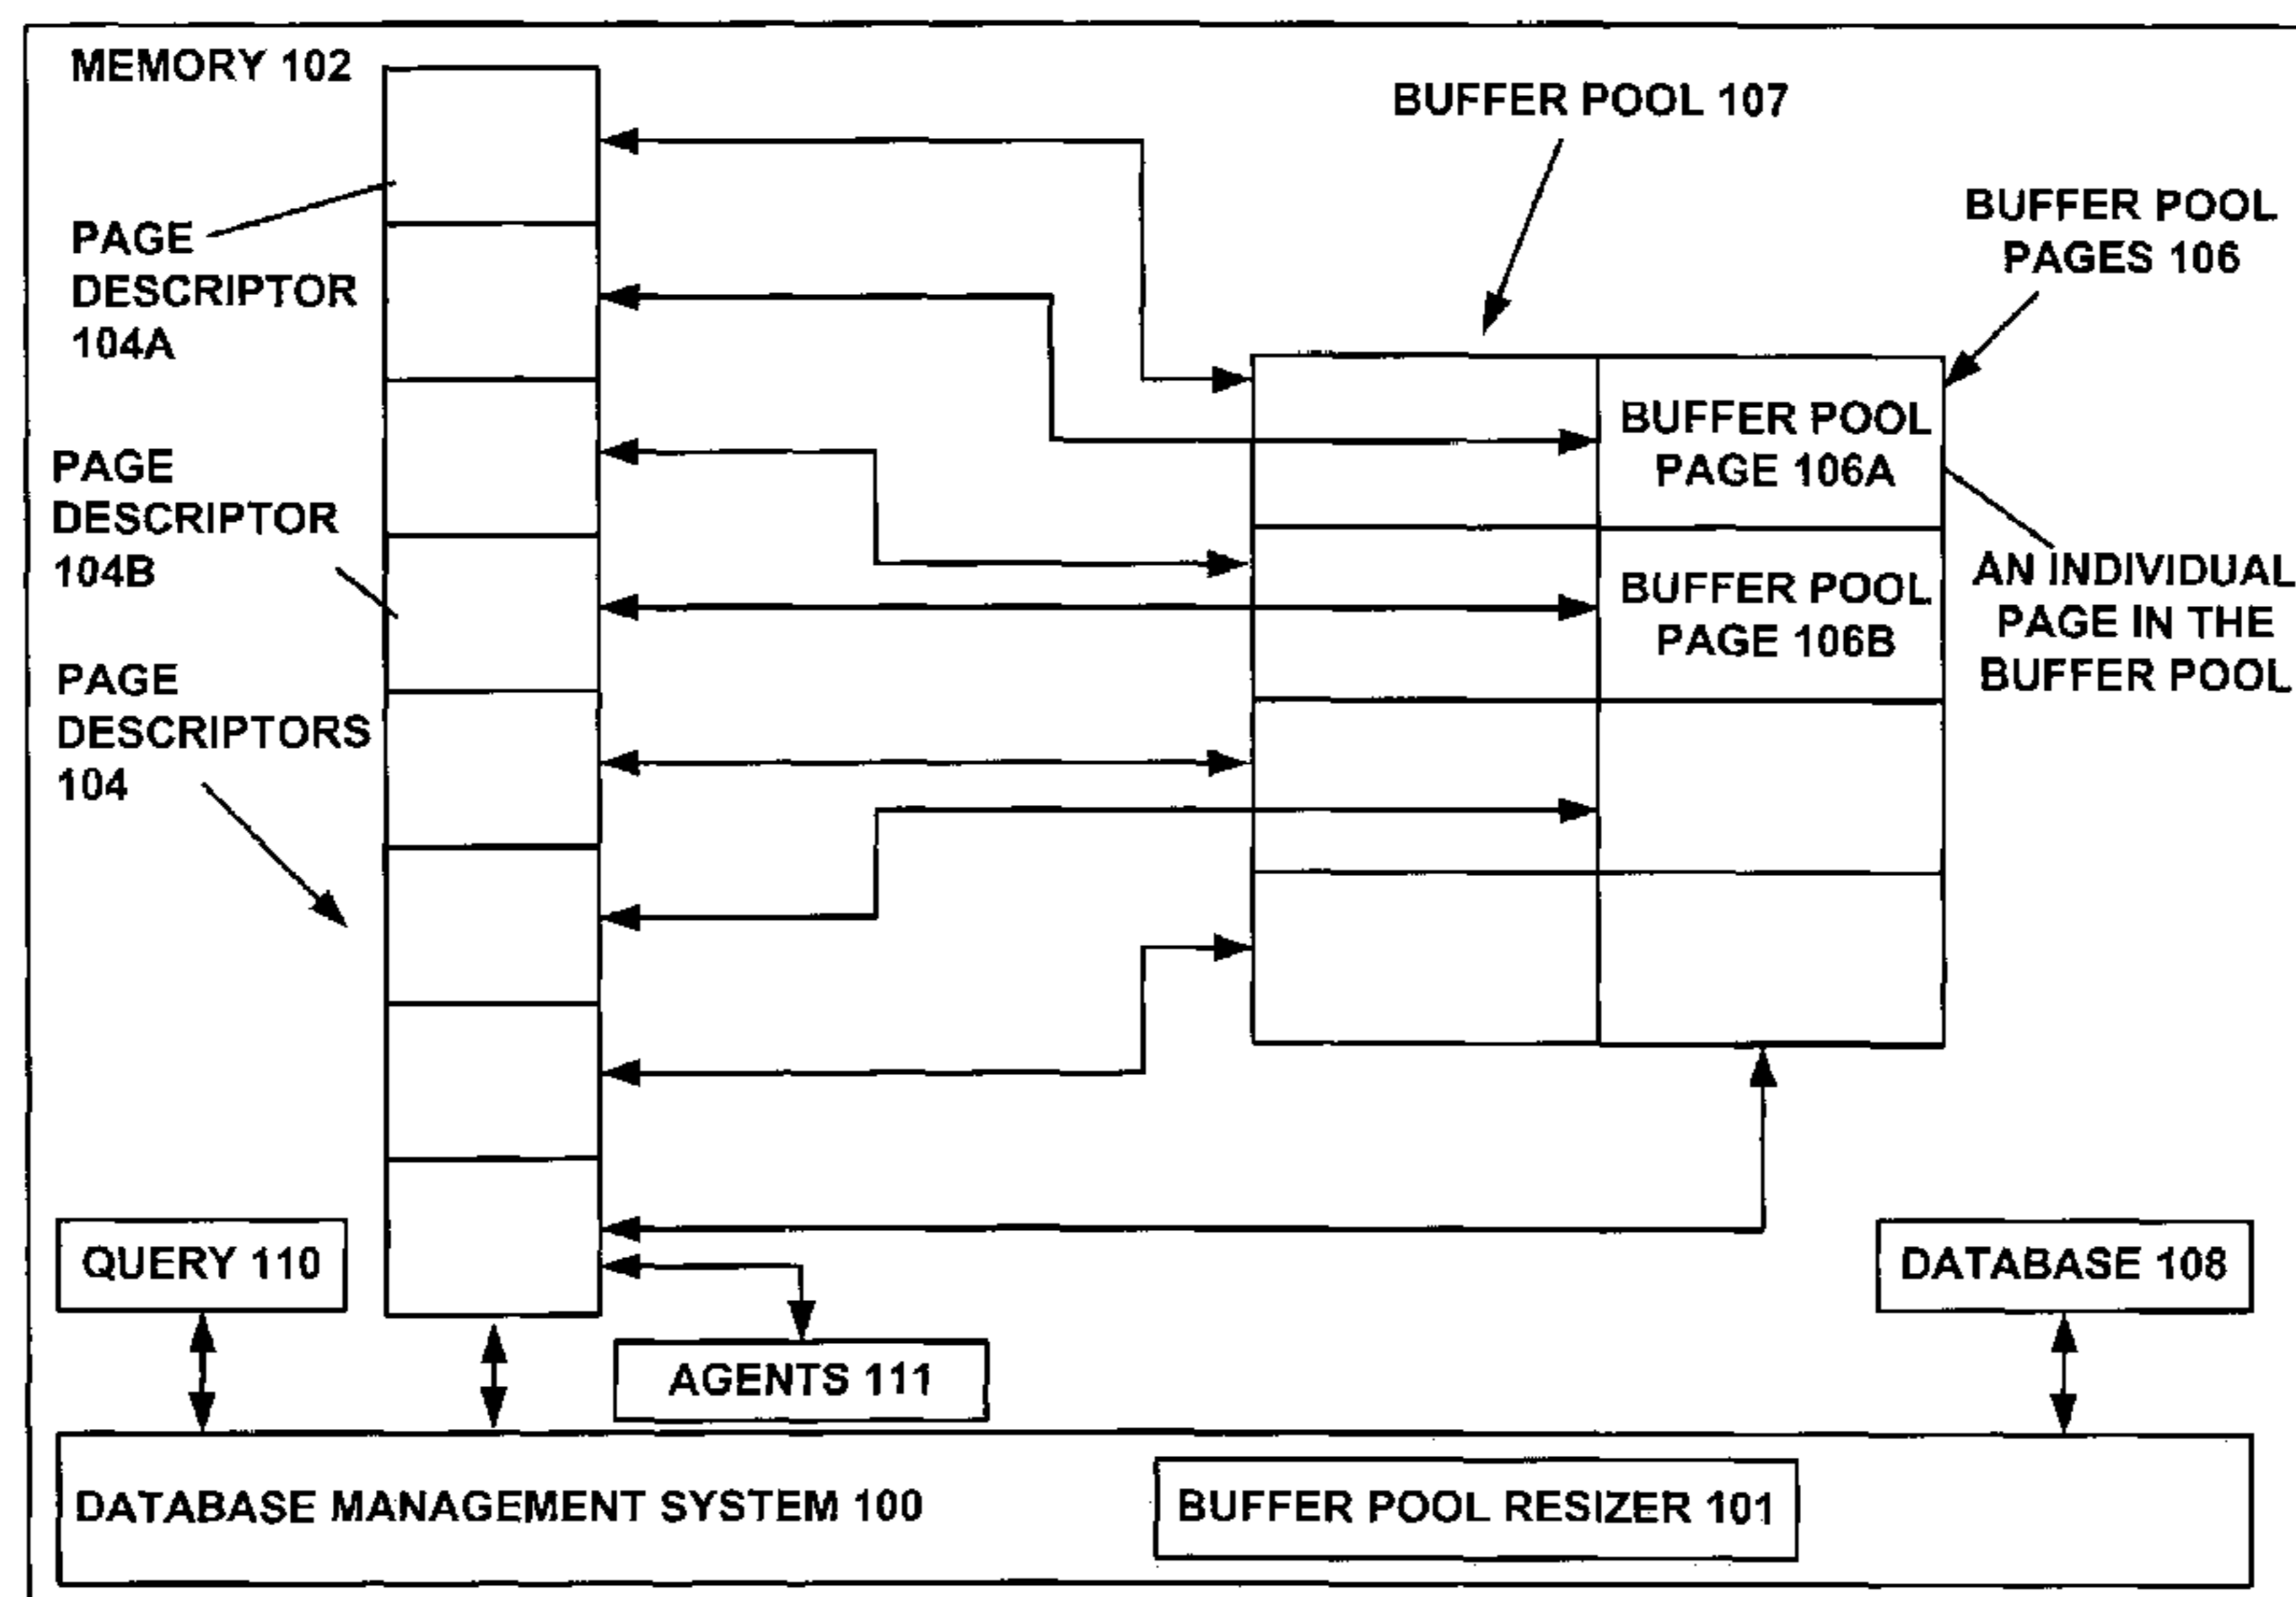 MEMORY 102
BUFFER POOL 107
BUFFER POOL
PAGES 106
PAGE
DESCRIPTOR
104A
BUFFER POOL
PAGE 106A
PAGE
DESCRIPTOR
104B
AN INDIVIDUAL
PAGE IN THE
BUFFER POOL
BUFFER POOL
PAGE 106B
PAGE
DESCRIPTORS
104
QUERY 110
DATABASE 108
AGENTS 111
DATABASE MANAGEMENT SYSTEM 100
BUFFER POOL RESIZER 101